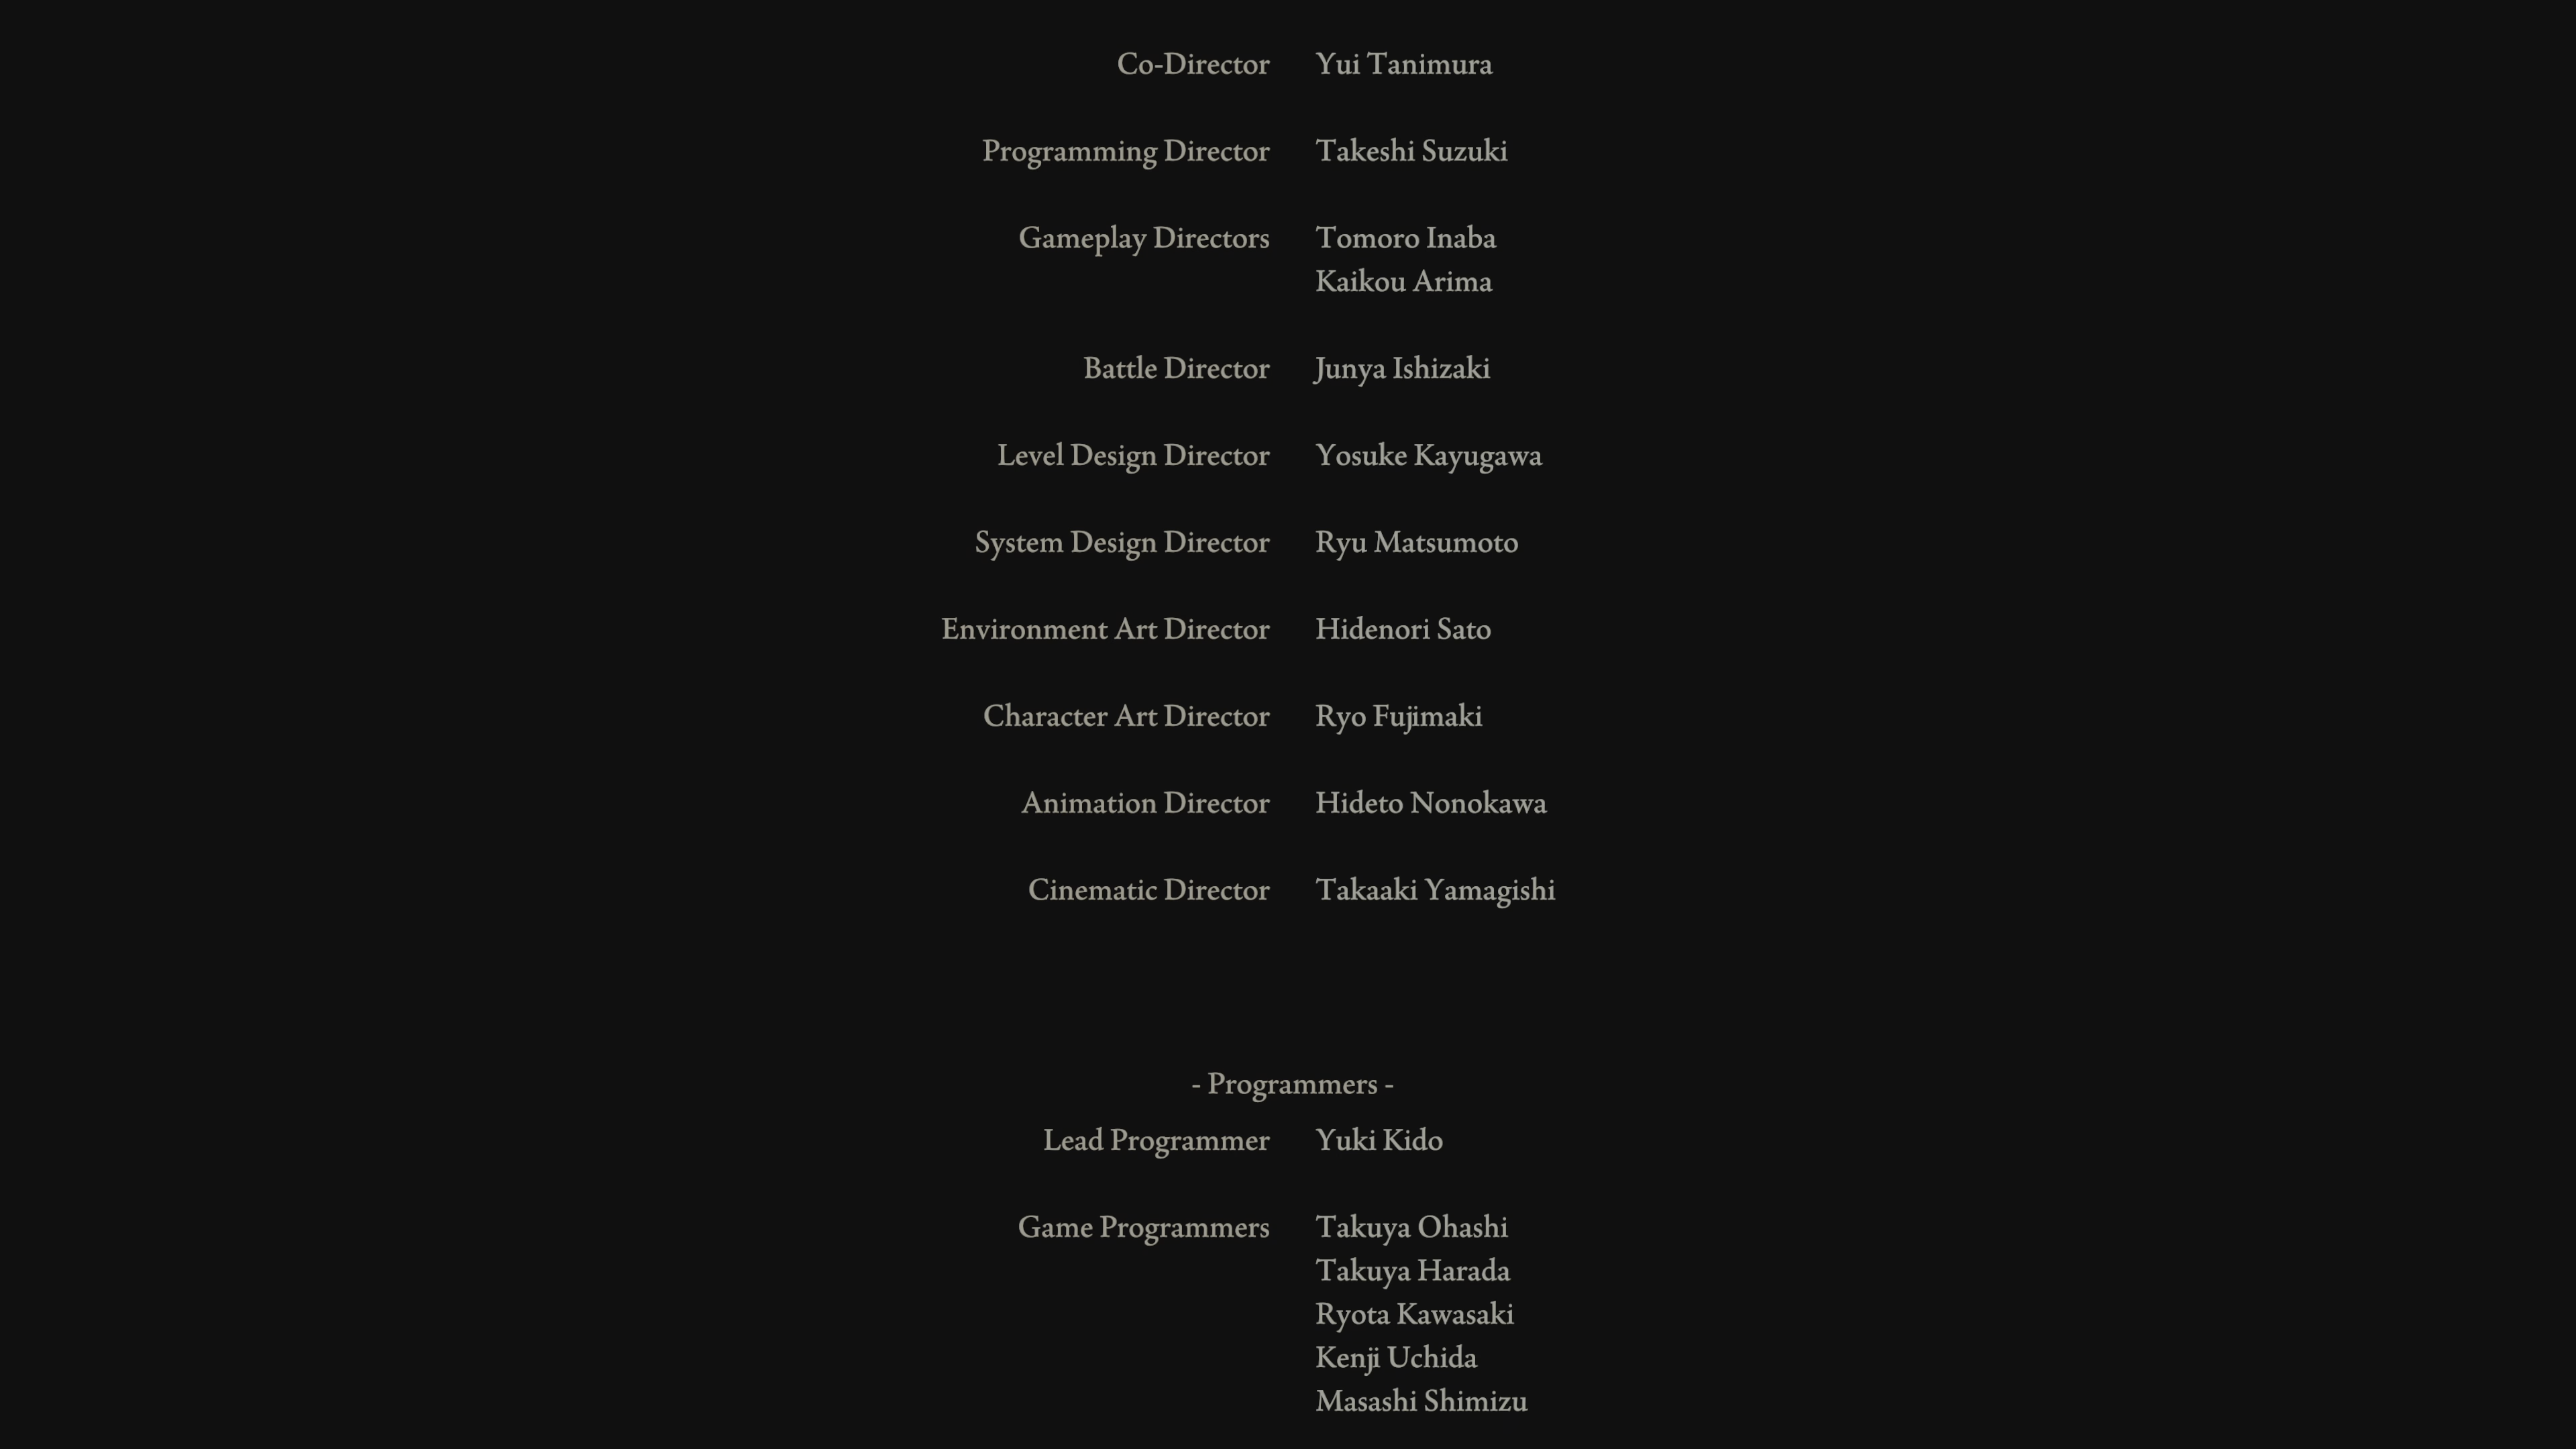 Co-Director Yui Tanimura
Programming Director Takeshi Suzuki
Gameplay Directors Tomoro Inaba
Kaikou Arima
Battle Director Junya Ishizaki
Level Design Director Yosuke Kayugawa
System Design Director Ryu Matsumoto
Environment Art Director Hidenori Sato
Character Art Director Ryo Fujimaki
Animation Director Hideto Nonokawa
Cinematic Director Takaaki Yamagishi
- Programmers -
Lead Programmer Yuki Kido
Game Programmers Takuya Ohashi
Takuya Harada
Ryota Kawasaki
Kenji Uchida
Masashi Shimizu